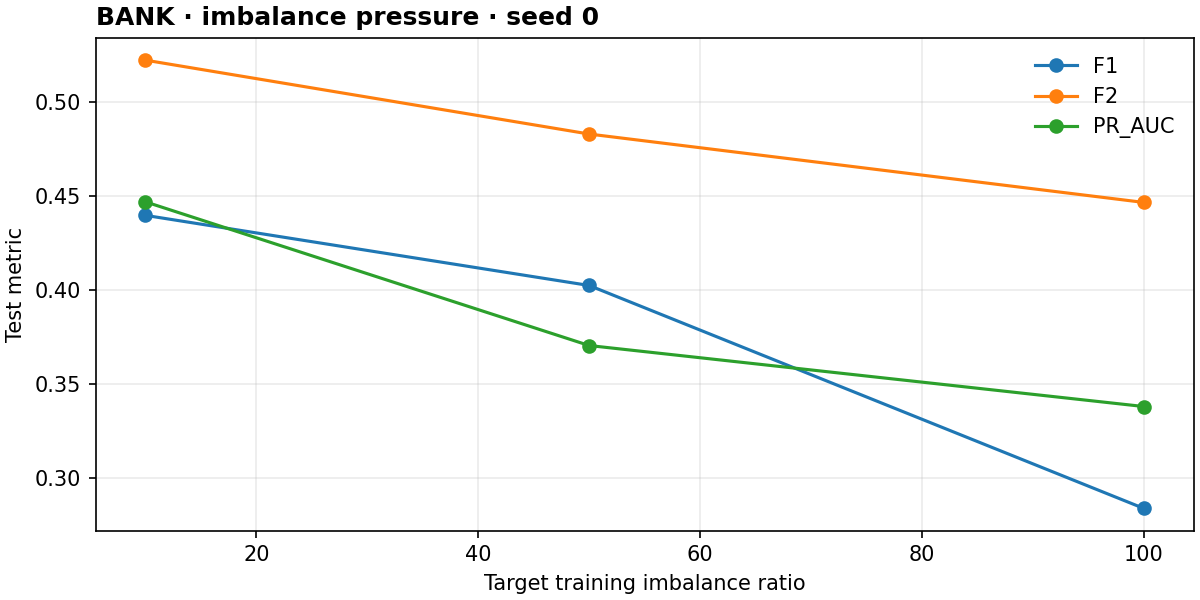 BANK · imbalance pressure · seed 0
F1
F2
PR_AUC
Test metric
0.50
0.45
0.40
0.35
0.30
20 40 60 80 100
Target training imbalance ratio